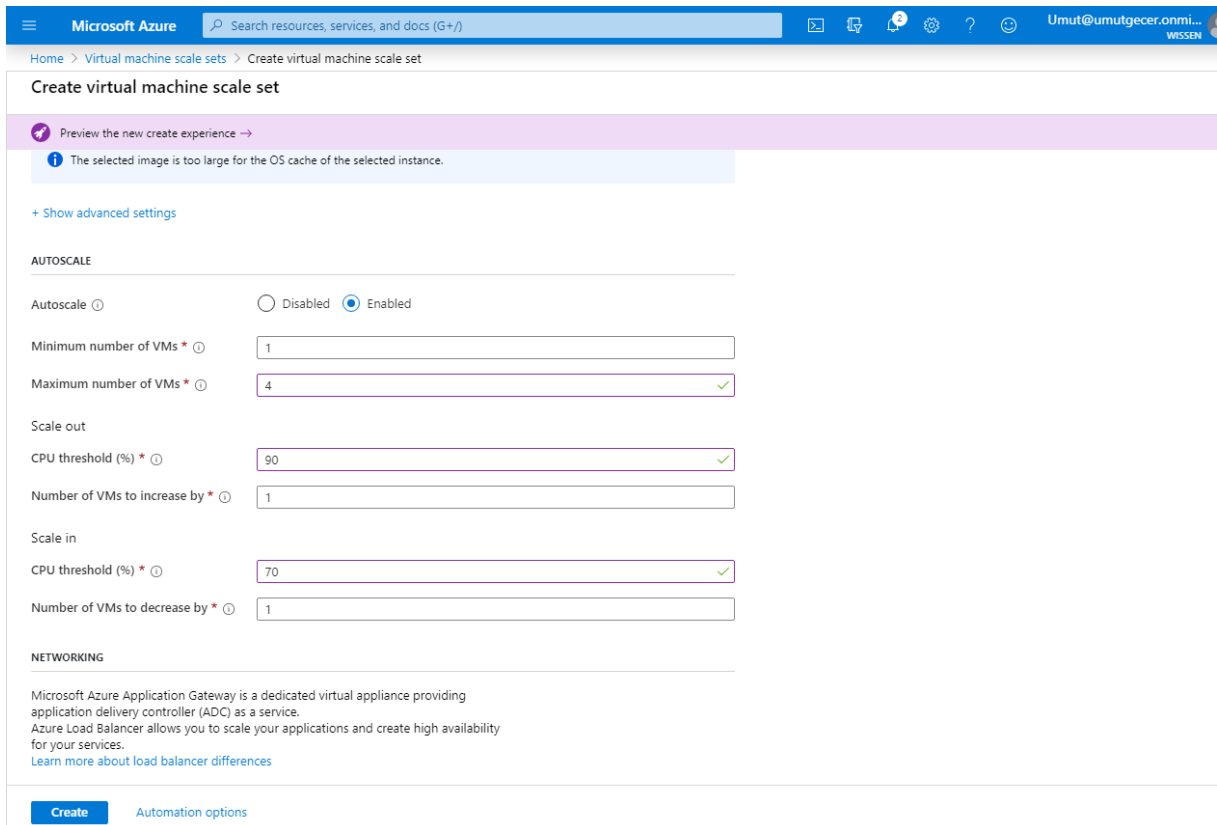 Microsoft Azure
Search resources, services, and docs (G+/)
2
Umut@umutgecer.onmi...
WISSEN
Home > Virtual machine scale sets > Create virtual machine scale set
Create virtual machine scale set
Preview the new create experience →
The selected image is too large for the OS cache of the selected instance.
+ Show advanced settings
AUTOSCALE
Autoscale Disabled Enabled
Minimum number of VMs * 1
Maximum number of VMs * 4
Scale out
CPU threshold (%) * 90
Number of VMs to increase by * 1
Scale in
CPU threshold (%) * 70
Number of VMs to decrease by * 1
NETWORKING
Microsoft Azure Application Gateway is a dedicated virtual appliance providing
application delivery controller (ADC) as a service.
Azure Load Balancer allows you to scale your applications and create high availability
for your services.
Learn more about load balancer differences
Create Automation options